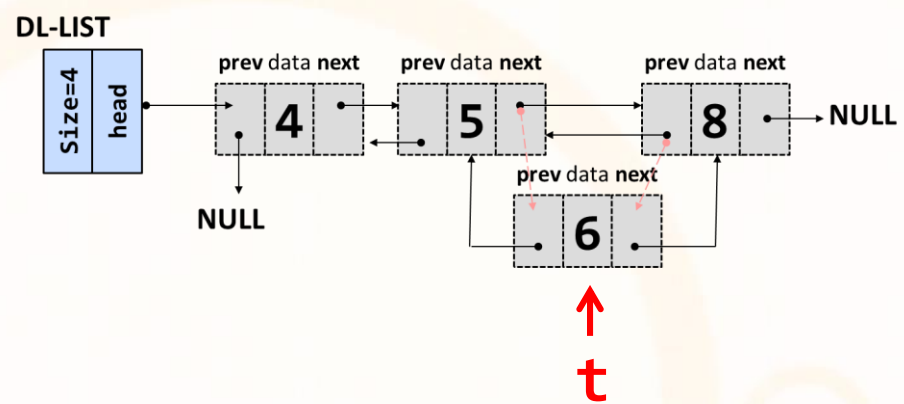 DL-LIST
Size=4 head
prev data next
4
prev data next
5
prev data next
8
NULL
NULL
prev data next
6
t